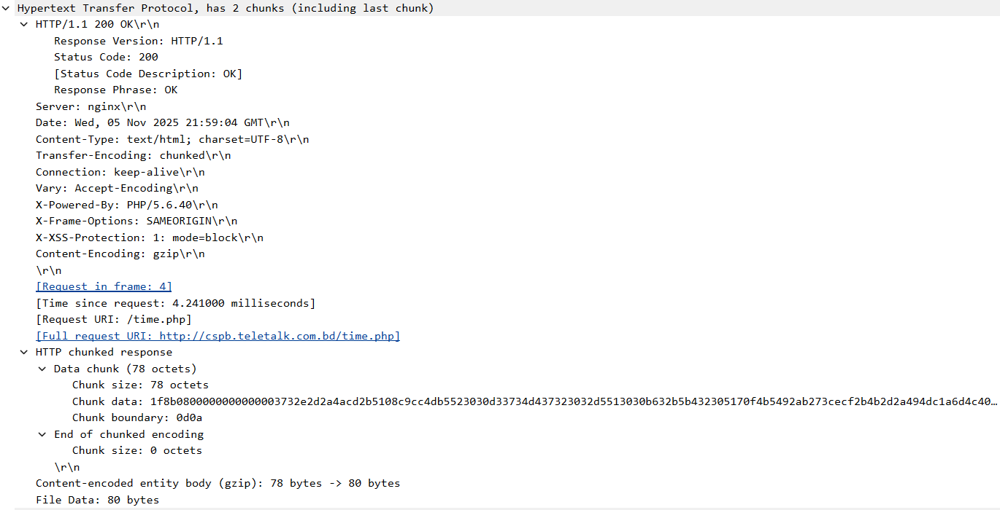 Hypertext Transfer Protocol, has 2 chunks (including last chunk)
HTTP/1.1 200 OK\r\n
Response Version: HTTP/1.1
Status Code: 200
[Status Code Description: OK]
Response Phrase: OK
Server: nginx\r\n
Date: Wed, 05 Nov 2025 21:59:04 GMT\r\n
Content-Type: text/html; charset=UTF-8\r\n
Transfer-Encoding: chunked\r\n
Connection: keep-alive\r\n
Vary: Accept-Encoding\r\n
X-Powered-By: PHP/5.6.40\r\n
X-Frame-Options: SAMEORIGIN\r\n
X-XSS-Protection: 1: mode=block\r\n
Content-Encoding: gzip\r\n
\r\n
[Request in frame: 4]
[Time since request: 4.241000 milliseconds]
[Request URI: /time.php]
[Full request URI: http://cspb.teletalk.com.bd/time.php]
HTTP chunked response
Data chunk (78 octets)
Chunk size: 78 octets
Chunk data: 1f8b0800000000000003732e2d2a4acd2b5108c9cc4db5523030d33734d437323032d5513030b632b5b432305170f4b5492ab273cecf2b4b2d2a494dc1a6d4c40…
Chunk boundary: 0d0a
End of chunked encoding
Chunk size: 0 octets
\r\n
Content-encoded entity body (gzip): 78 bytes -> 80 bytes
File Data: 80 bytes